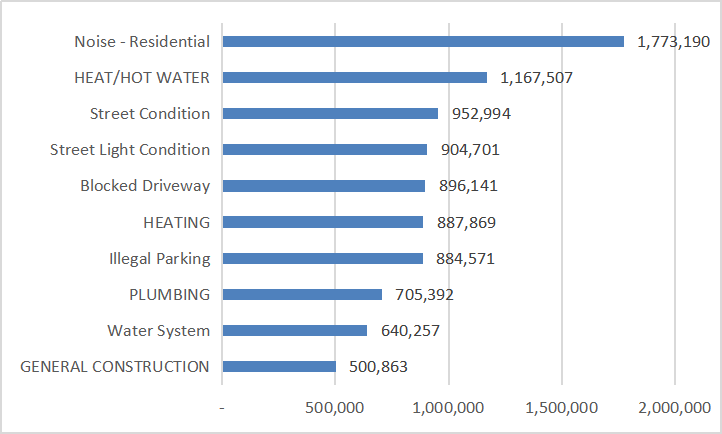 Noise - Residential 1,773,190
HEAT/HOT WATER 1,167,507
Street Condition 952,994
Street Light Condition 904,701
Blocked Driveway 896,141
HEATING 887,869
Illegal Parking 884,571
PLUMBING 705,392
Water System 640,257
GENERAL CONSTRUCTION 500,863
- 500,000 1,000,000 1,500,000 2,000,000